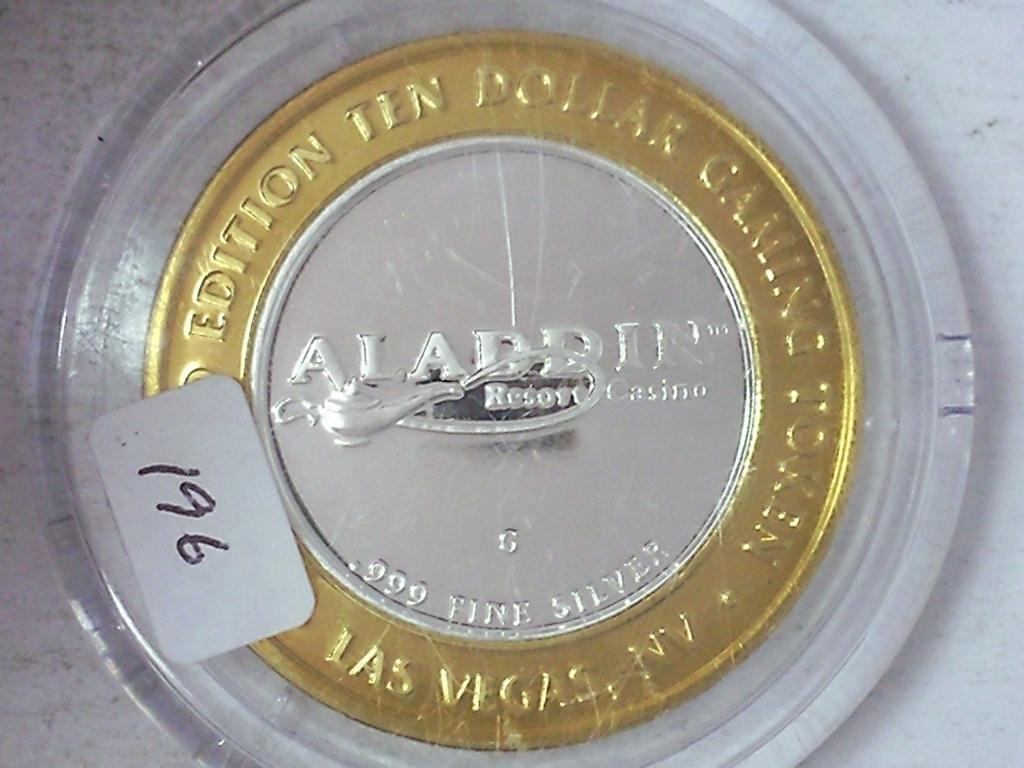 EDITION TEN DOLLAR GAMING TOKEN
ALADDIN™
Resort Casino
G
.999 FINE SILVER
LAS VEGAS, NV
196